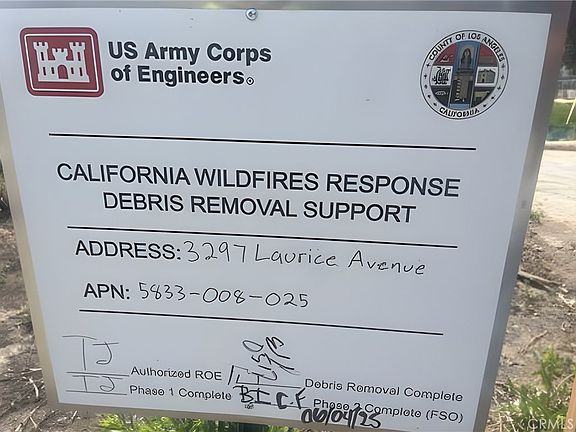 US Army Corps
of Engineers®
COUNTY OF LOS ANGELES
CALIFORNIA
CALIFORNIA WILDFIRES RESPONSE
DEBRIS REMOVAL SUPPORT
ADDRESS: 3297 Laurice Avenue
APN: 5833-008-025
TJ Authorized ROE Debris Removal Complete
TJ Phase 1 Complete Phase 2 Complete (FSO)
06/04/25
CRMLS